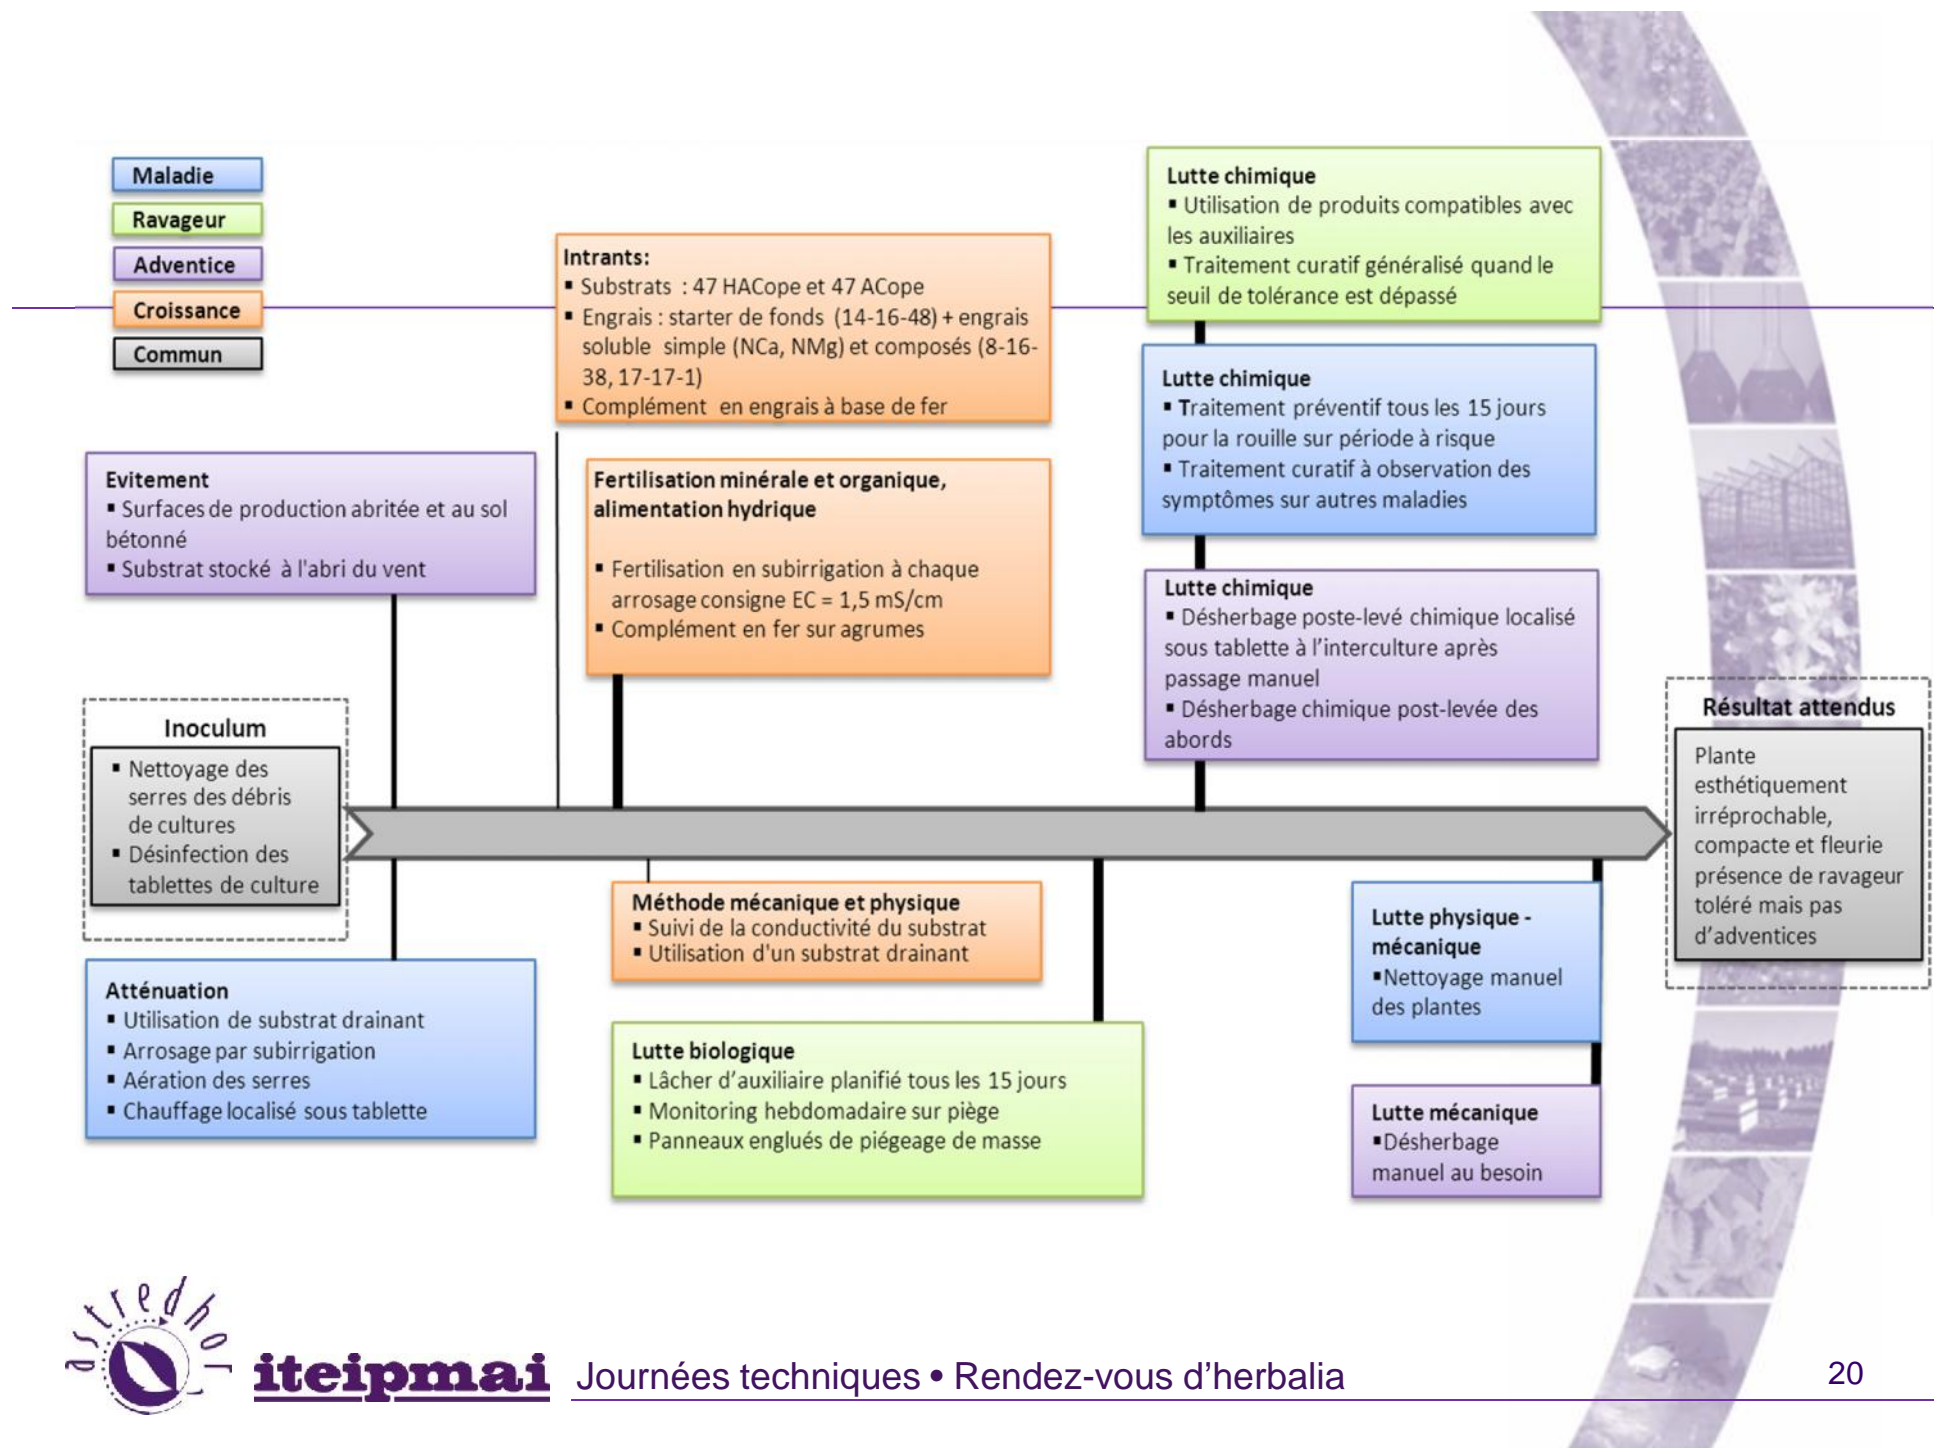 Maladie
Ravageur
Adventice
Croissance
Commun
Intrants:
▪ Substrats : 47 HACope et 47 ACope
▪ Engrais : starter de fonds (14-16-48) + engrais
soluble simple (NCa, NMg) et composés (8-16-
38, 17-17-1)
▪ Complément en engrais à base de fer
Lutte chimique
▪ Utilisation de produits compatibles avec
les auxiliaires
▪ Traitement curatif généralisé quand le
seuil de tolérance est dépassé
Lutte chimique
▪ Traitement préventif tous les 15 jours
pour la rouille sur période à risque
▪ Traitement curatif à observation des
symptômes sur autres maladies
Evitement
▪ Surfaces de production abritée et au sol
bétonné
▪ Substrat stocké à l'abri du vent
Fertilisation minérale et organique,
alimentation hydrique
▪ Fertilisation en subirrigation à chaque
arrosage consigne EC = 1,5 mS/cm
▪ Complément en fer sur agrumes
Lutte chimique
▪ Désherbage poste-levé chimique localisé
sous tablette à l’interculture après
passage manuel
▪ Désherbage chimique post-levée des
abords
Inoculum
▪ Nettoyage des
serres des débris
de cultures
▪ Désinfection des
tablettes de culture
Résultat attendus
Plante
esthétiquement
irréprochable,
compacte et fleurie
présence de ravageur
toléré mais pas
d’adventices
Atténuation
▪ Utilisation de substrat drainant
▪ Arrosage par subirrigation
▪ Aération des serres
▪ Chauffage localisé sous tablette
Méthode mécanique et physique
▪ Suivi de la conductivité du substrat
▪ Utilisation d'un substrat drainant
Lutte biologique
▪ Lâcher d’auxiliaire planifié tous les 15 jours
▪ Monitoring hebdomadaire sur piège
▪ Panneaux englués de piégeage de masse
Lutte physique -
mécanique
▪Nettoyage manuel
des plantes
Lutte mécanique
▪Désherbage
manuel au besoin
astredhor
iteipmai
Journées techniques • Rendez-vous d’herbalia
20